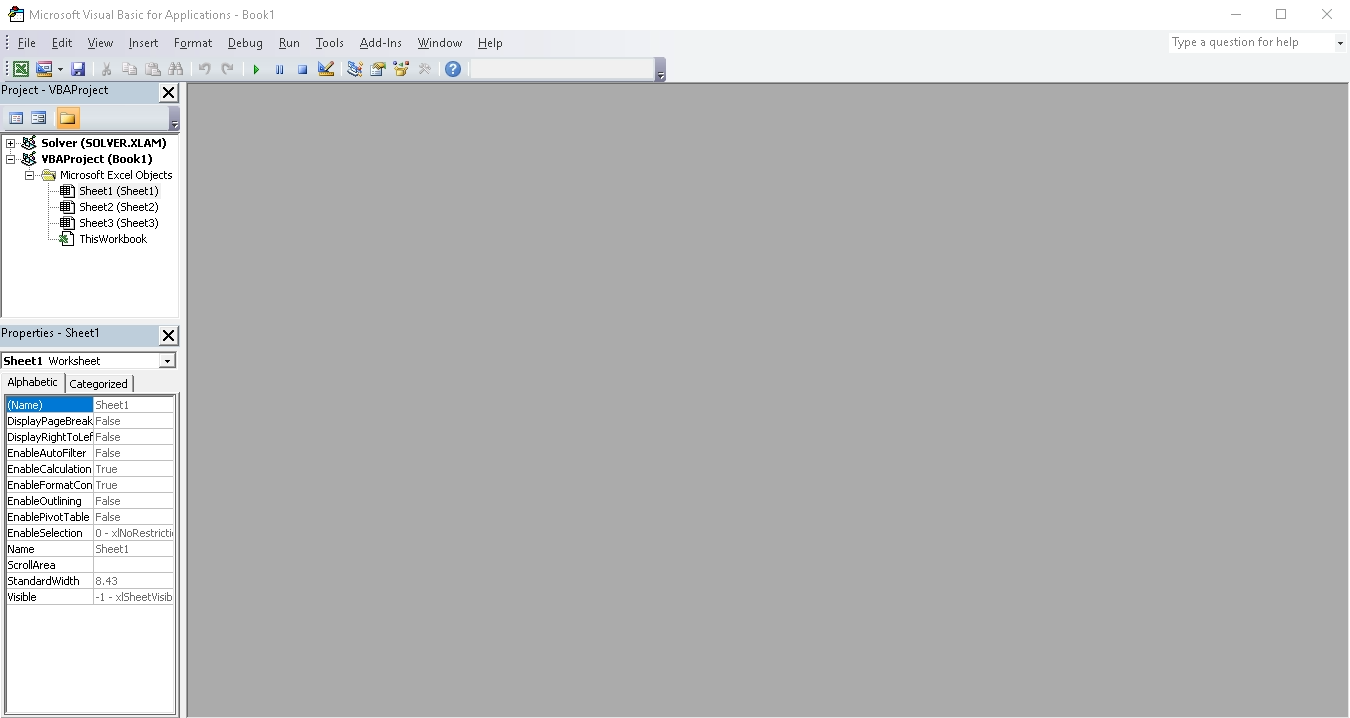 Microsoft Visual Basic for Applications - Book1
File Edit View Insert Format Debug Run Tools Add-Ins Window Help Type a question for help
Project - VBAProject
Solver (SOLVER.XLAM)
VBAProject (Book1)
Microsoft Excel Objects
Sheet1 (Sheet1)
Sheet2 (Sheet2)
Sheet3 (Sheet3)
ThisWorkbook
Properties - Sheet1
Sheet1 Worksheet
Alphabetic Categorized
(Name) Sheet1
DisplayPageBreak False
DisplayRightToLef False
EnableAutoFilter False
EnableCalculation True
EnableFormatCon True
EnableOutlining False
EnablePivotTable False
EnableSelection 0 - xlNoRestricti
Name Sheet1
ScrollArea
StandardWidth 8.43
Visible -1 - xlSheetVisib